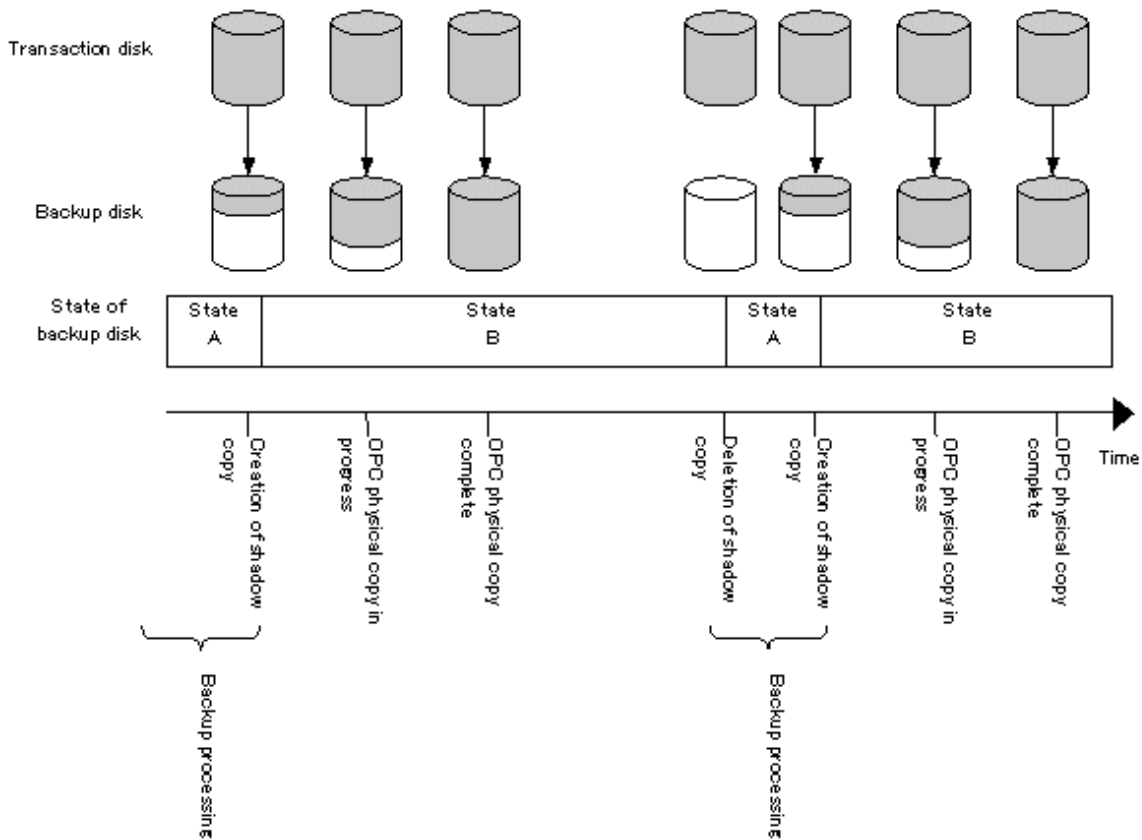 Transaction disk
Backup disk
State of
backup disk
State
A
State
B
State
A
State
B
Time
Creation of shadow
copy
OPC physical copy in
progress
OPC physical copy
complete
Deletion of shadow
copy
Creation of shadow
copy
OPC physical copy in
progress
OPC physical copy
complete
Backup processing
Backup processing